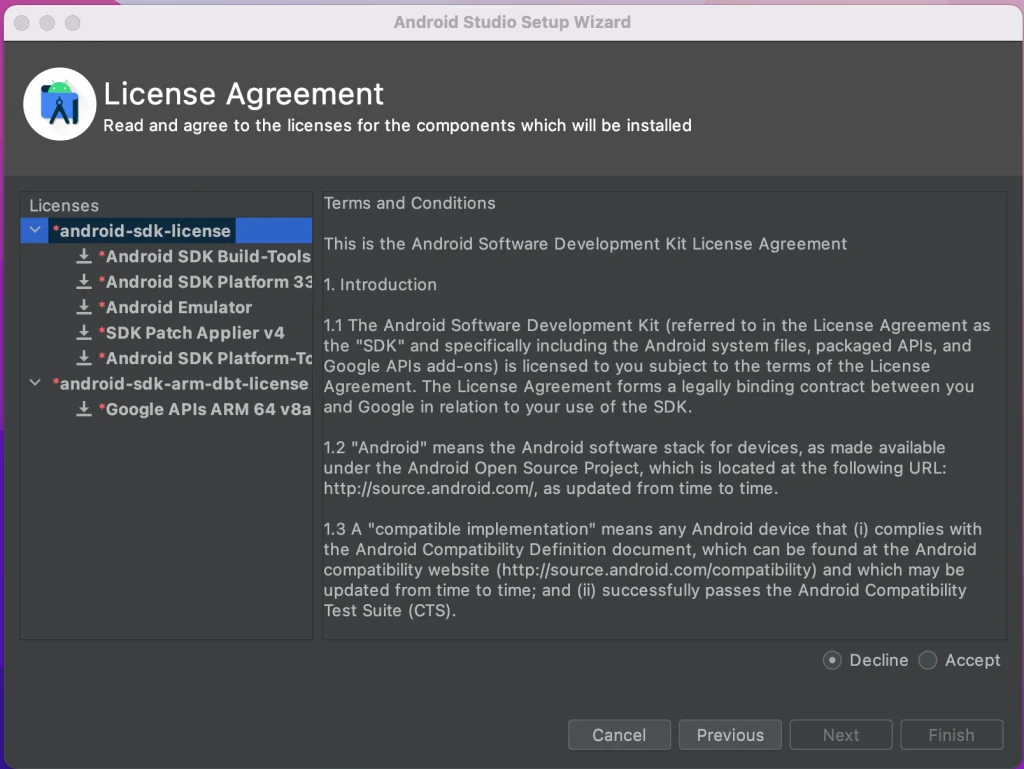 Android Studio Setup Wizard
License Agreement
Read and agree to the licenses for the components which will be installed
Licenses
*android-sdk-license
*Android SDK Build-Tools
*Android SDK Platform 33
*Android Emulator
*SDK Patch Applier v4
*Android SDK Platform-To
*android-sdk-arm-dbt-license
*Google APIs ARM 64 v8a
Terms and Conditions
This is the Android Software Development Kit License Agreement
1. Introduction
1.1 The Android Software Development Kit (referred to in the License Agreement as
the "SDK" and specifically including the Android system files, packaged APIs, and
Google APIs add-ons) is licensed to you subject to the terms of the License
Agreement. The License Agreement forms a legally binding contract between you
and Google in relation to your use of the SDK.
1.2 "Android" means the Android software stack for devices, as made available
under the Android Open Source Project, which is located at the following URL:
http://source.android.com/, as updated from time to time.
1.3 A "compatible implementation" means any Android device that (i) complies with
the Android Compatibility Definition document, which can be found at the Android
compatibility website (http://source.android.com/compatibility) and which may be
updated from time to time; and (ii) successfully passes the Android Compatibility
Test Suite (CTS).
Decline Accept
Cancel Previous Next Finish